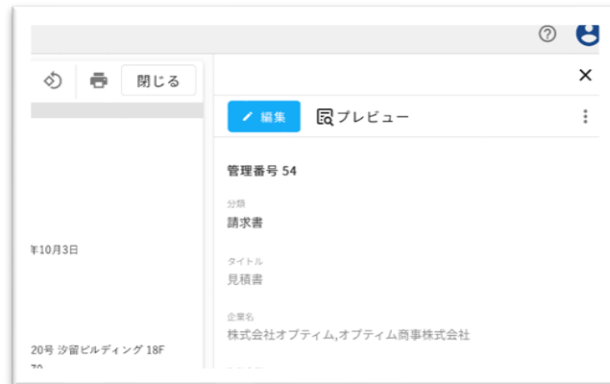 閉じる
編集
プレビュー
管理番号 54
分類
請求書
年10月3日
タイトル
見積書
企業名
株式会社オプティム,オプティム商事株式会社
20号 汐留ビルディング 18F